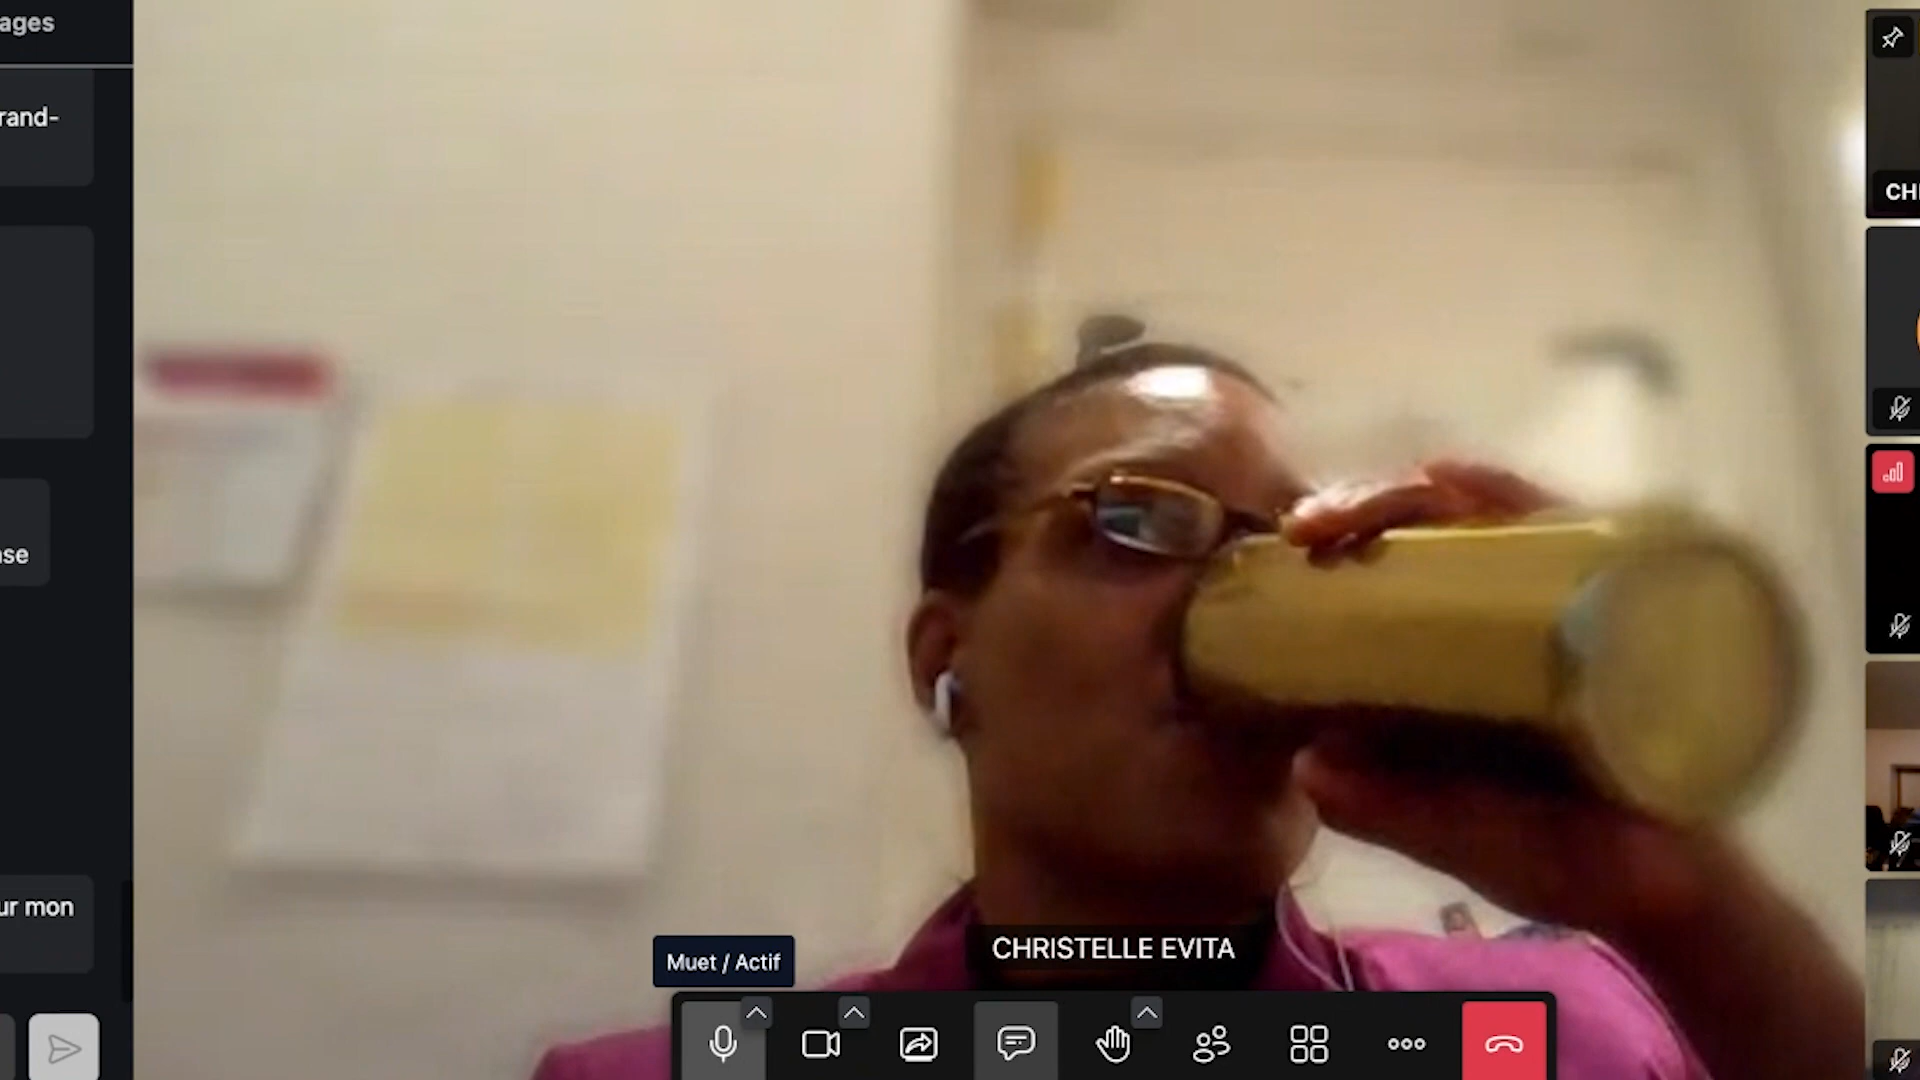 ages
rand-
se
ur mon
Muet / Actif
CHRISTELLE EVITA
CH